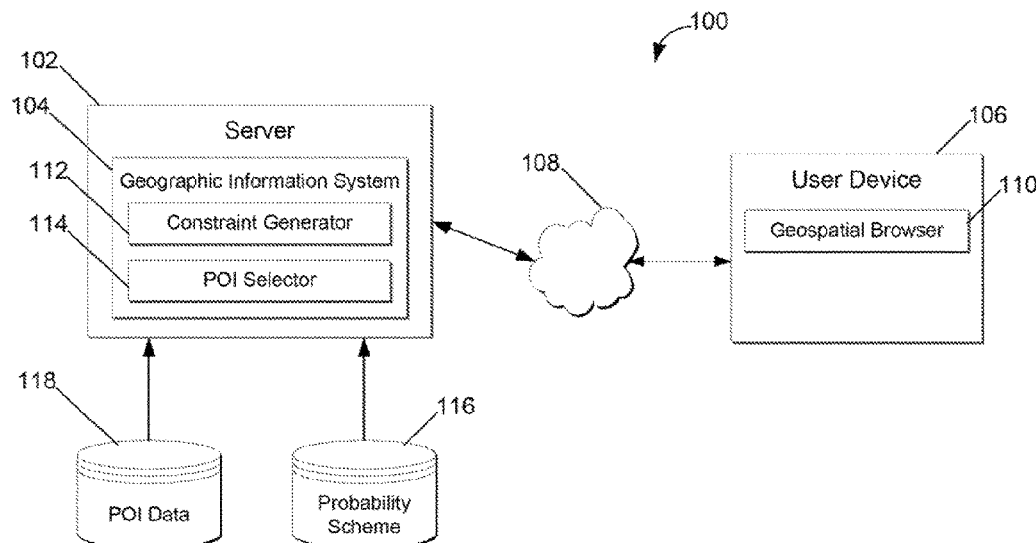 100
102
104
Server
106
112
Geographic Information System
108
User Device
110
Constraint Generator
Geospatial Browser
114
POI Selector
118
116
POI Data
Probability
Scheme